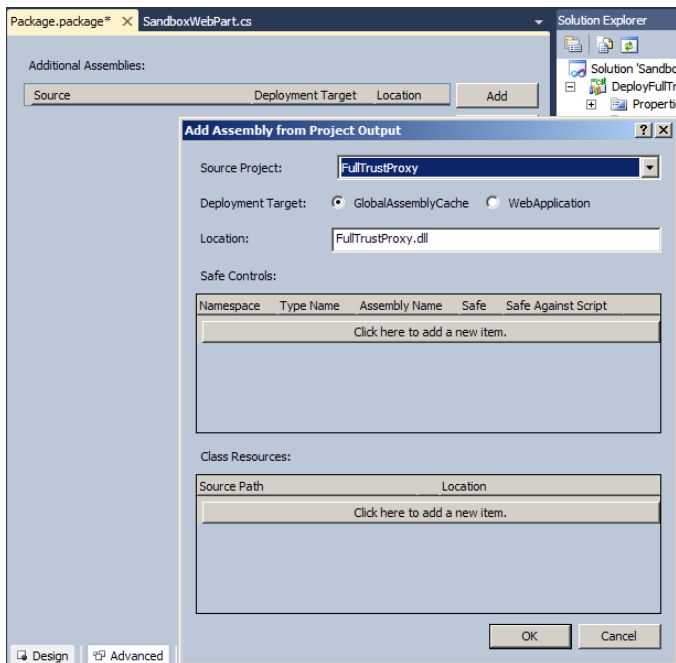 Package.package* X SandboxWebPart.cs
Solution Explorer
Solution 'Sandbo
DeployFullTr
Properti
Additional Assemblies:
Source Deployment Target Location Add
Add Assembly from Project Output ? X
Source Project: FullTrustProxy
Deployment Target: GlobalAssemblyCache WebApplication
Location: FullTrustProxy.dll
Safe Controls:
Namespace Type Name Assembly Name Safe Safe Against Script
Click here to add a new item.
Class Resources:
Source Path Location
Click here to add a new item.
OK Cancel
Design Advanced